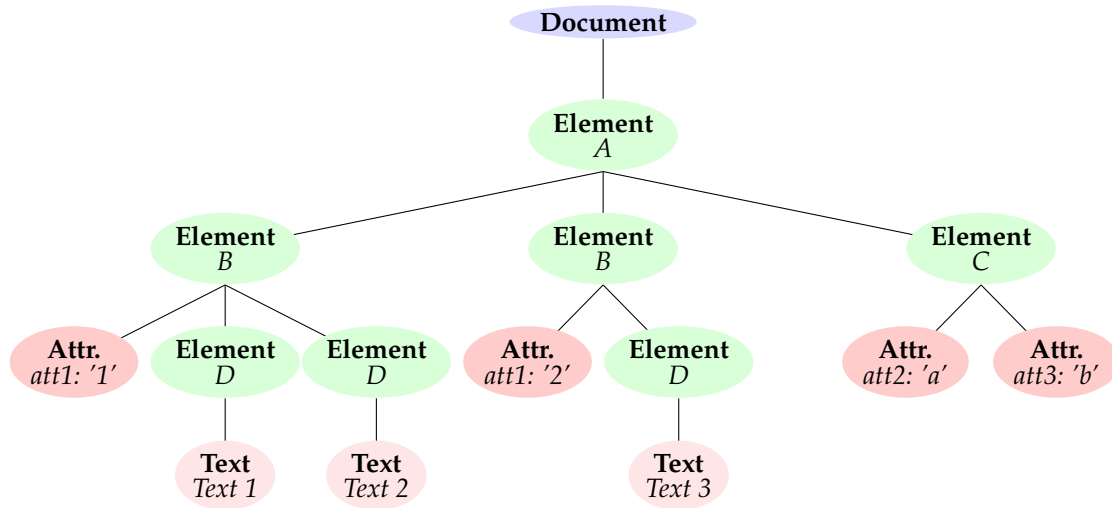 Document
Element
A
Element
B
Element
B
Element
C
Attr.
att1: '1'
Element
D
Element
D
Attr.
att1: '2'
Element
D
Attr.
att2: 'a'
Attr.
att3: 'b'
Text
Text 1
Text
Text 2
Text
Text 3